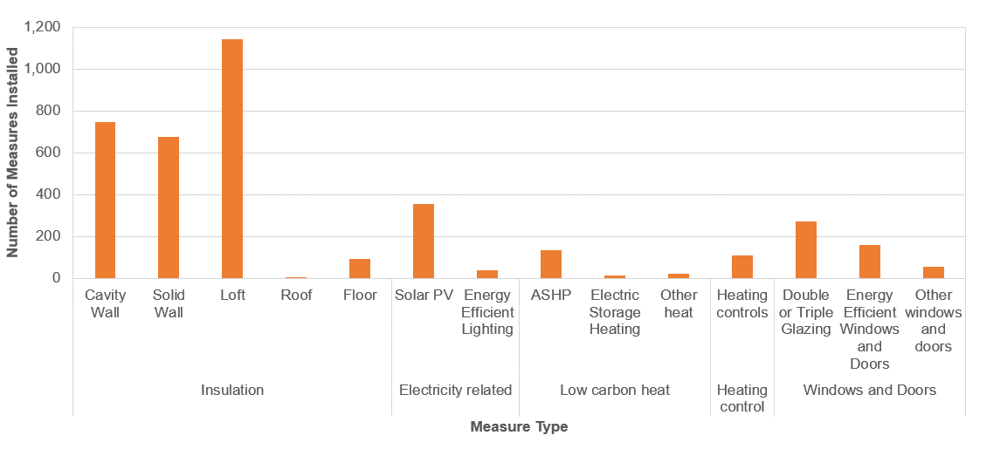 Number of Measures Installed
1,200
1,000
800
600
400
200
0
Cavity
Wall
Solid
Wall
Loft
Roof
Floor
Solar PV
Energy
Efficient
Lighting
ASHP
Electric
Storage
Heating
Other
heat
Heating
controls
Double
or Triple
Glazing
Energy
Efficient
Windows
and
Doors
Other
windows
and
doors
Insulation
Electricity related
Low carbon heat
Heating
control
Windows and Doors
Measure Type